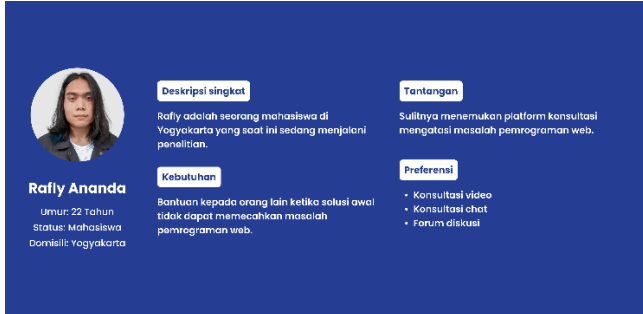 Rafly Ananda
Umur: 22 Tahun
Status: Mahasiswa
Domisili: Yogyakarta
Deskripsi singkat
Rafly adalah seorang mahasiswa di
Yogyakarta yang saat ini sedang menjalani
penelitian.
Kebutuhan
Bantuan kepada orang lain ketika solusi awal
tidak dapat memecahkan masalah
pemrograman web.
Tantangan
Sulitnya menemukan platform konsultasi
mengatasi masalah pemrograman web.
Preferensi
• Konsultasi video
• Konsultasi chat
• Forum diskusi